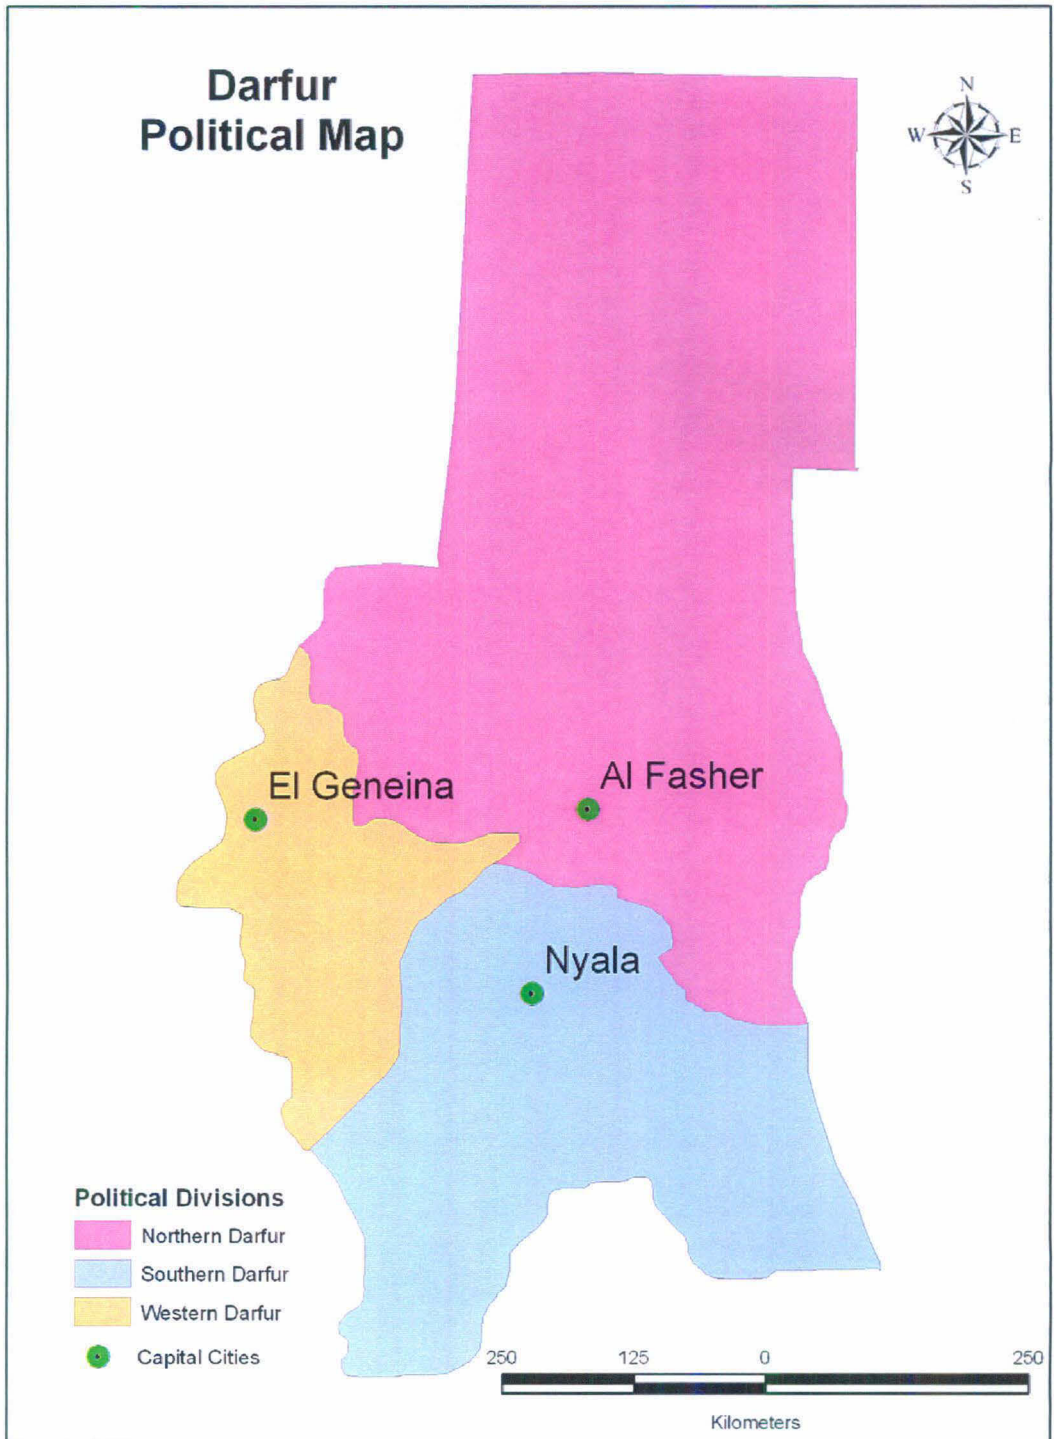 Darfur
Political Map
N
W E
S
El Geneina
Al Fasher
Nyala
Political Divisions
Northern Darfur
Southern Darfur
Western Darfur
Capital Cities
250 125 0 250
Kilometers